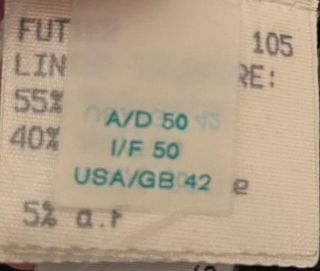 FUT 105
LIN RE:
55%
A/D 50
40%
I/F 50
USA/GB 42
e
5% a.f